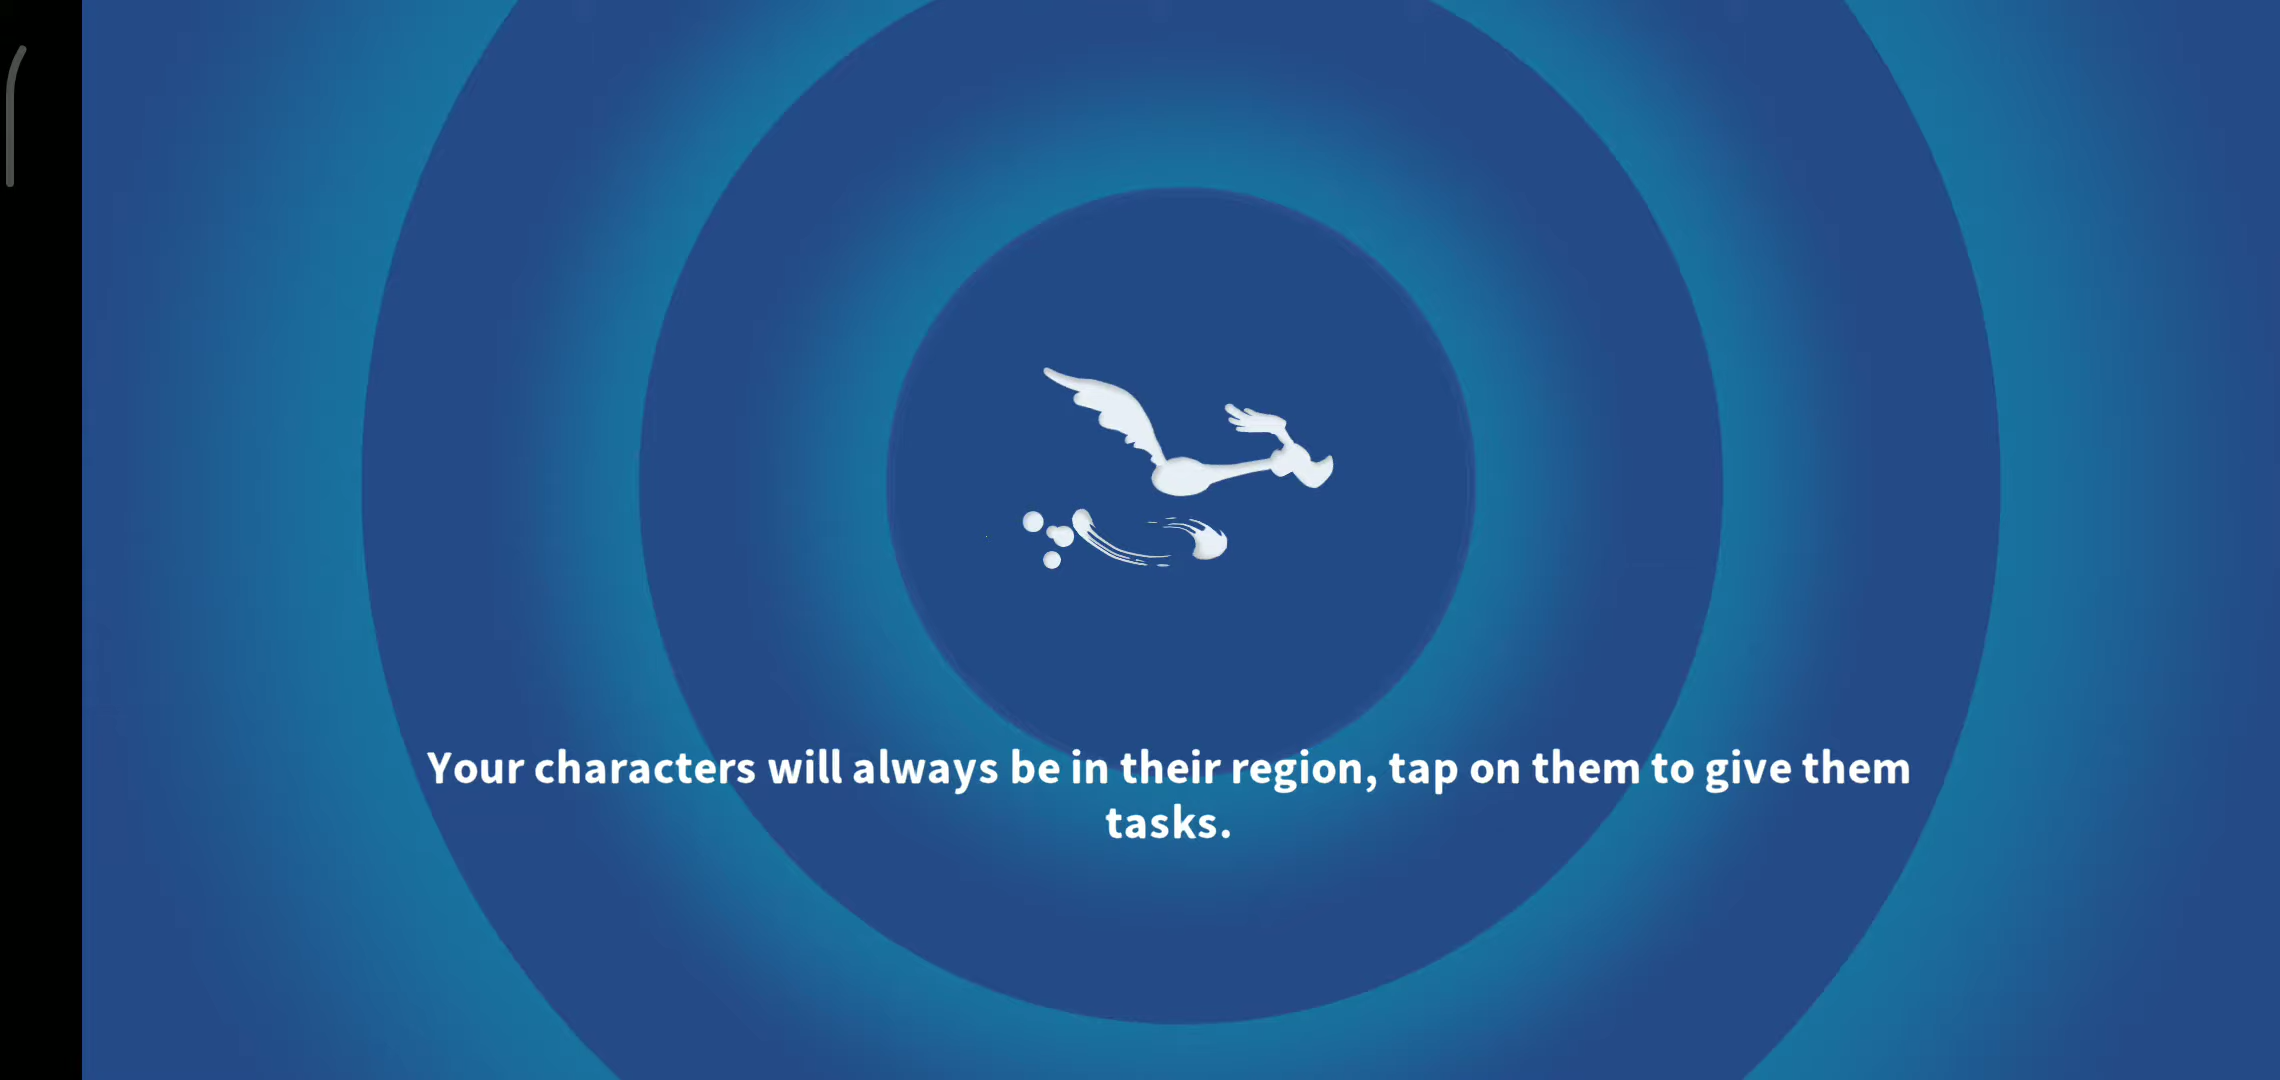 Your characters will always be in their region, tap on them to give them
tasks.